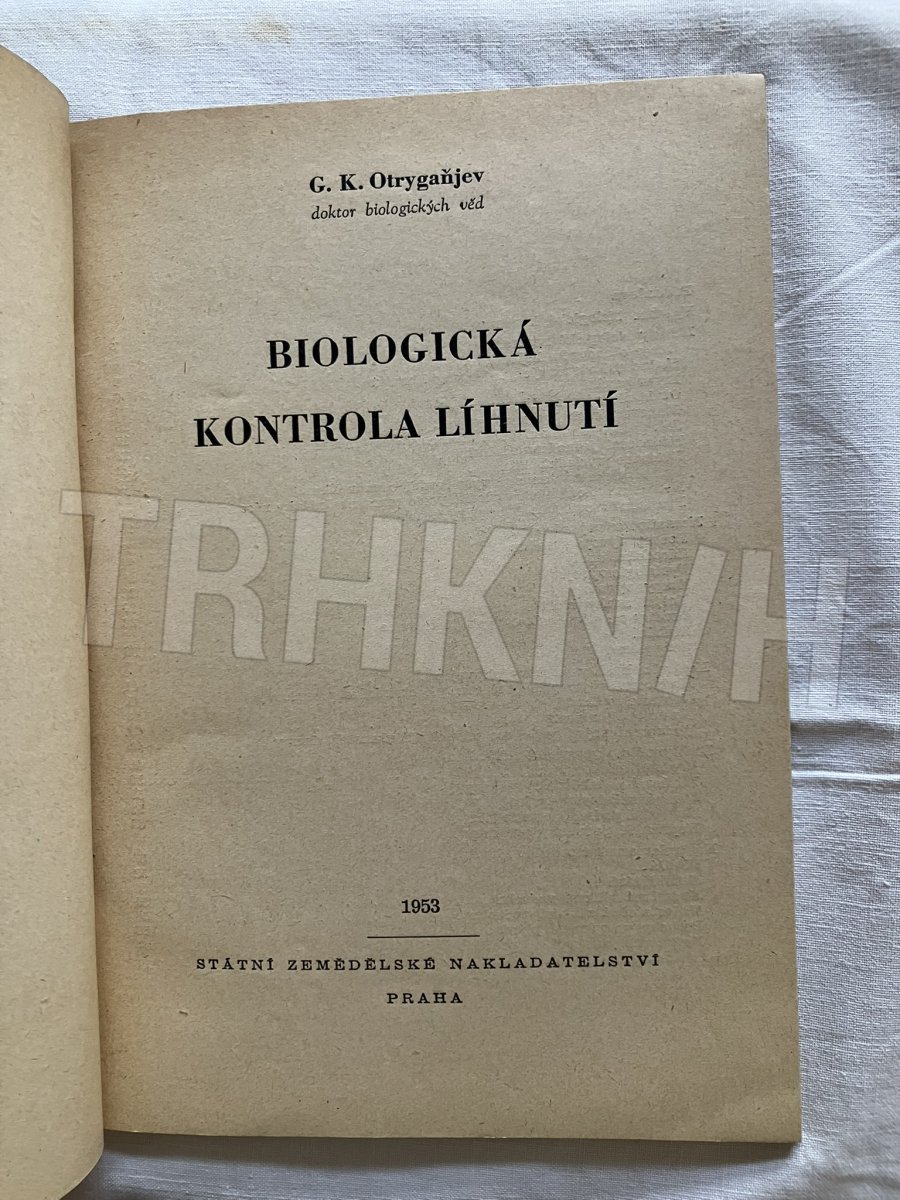 G. K. Otrygaňjev
doktor biologických věd
BIOLOGICKÁ
KONTROLA LÍHNUTÍ
TRHKNIH
1953
STÁTNÍ ZEMĚDĚLSKÉ NAKLADATELSTVÍ
PRAHA